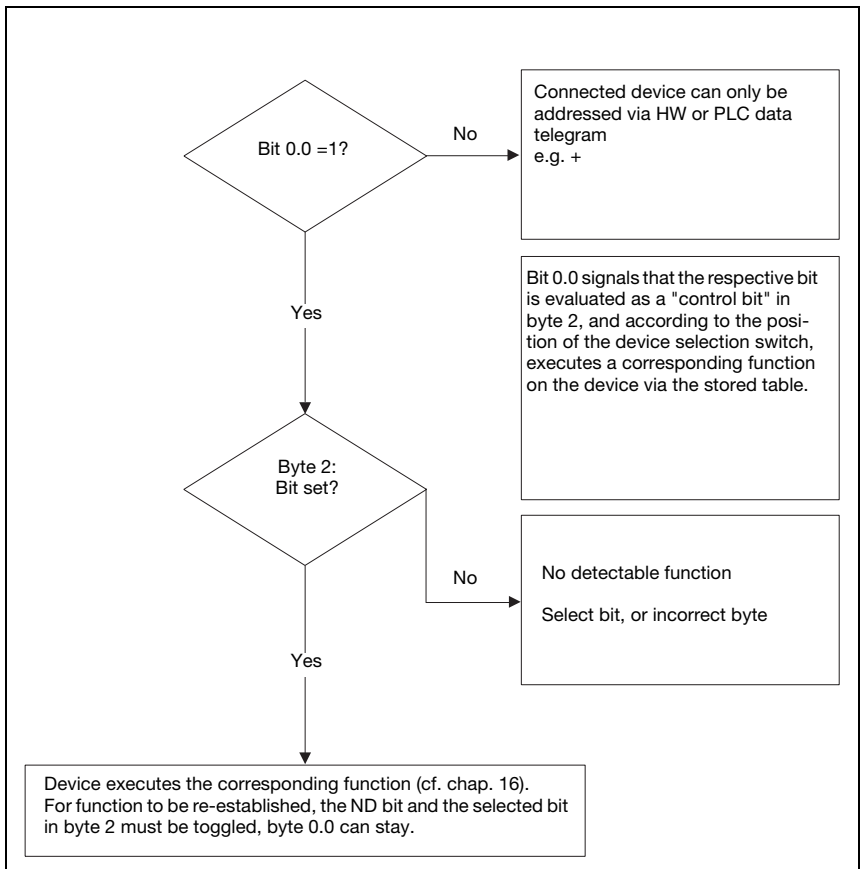 Bit 0.0 =1?
No
Connected device can only be
addressed via HW or PLC data
telegram
e.g. +
Yes
Bit 0.0 signals that the respective bit
is evaluated as a "control bit" in
byte 2, and according to the posi-
tion of the device selection switch,
executes a corresponding function
on the device via the stored table.
Byte 2:
Bit set?
No
No detectable function
Select bit, or incorrect byte
Yes
Device executes the corresponding function (cf. chap. 16).
For function to be re-established, the ND bit and the selected bit
in byte 2 must be toggled, byte 0.0 can stay.